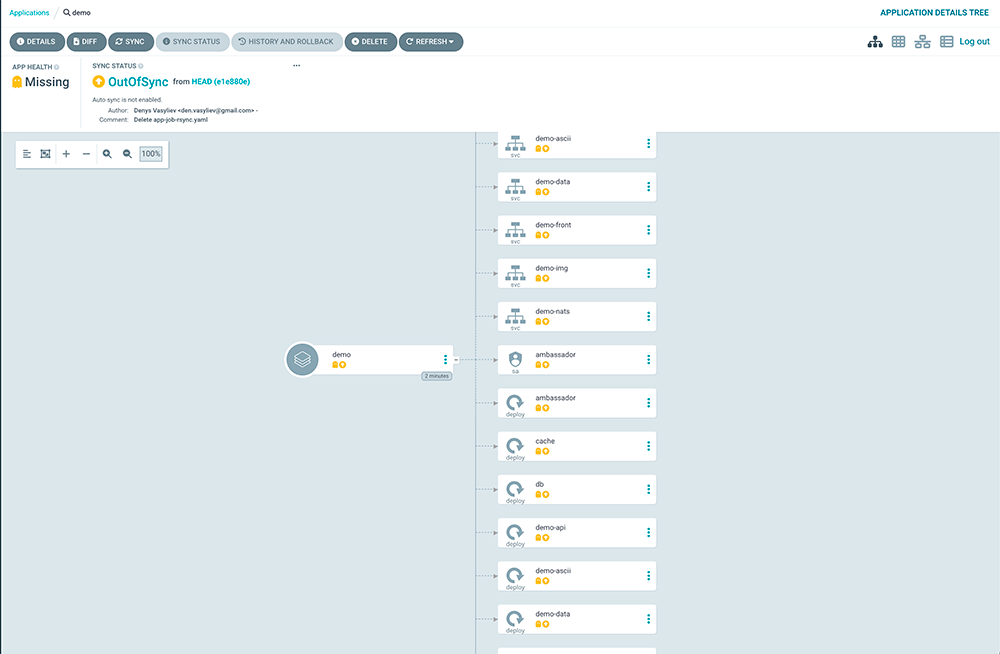 Applications / demo
APPLICATION DETAILS TREE
DETAILS DIFF SYNC SYNC STATUS HISTORY AND ROLLBACK DELETE REFRESH
Log out
APP HEALTH
Missing
SYNC STATUS
OutOfSync from HEAD (e1e880e)
Auto sync is not enabled.
Author: Denys Vasyliev <den.vasyliev@gmail.com> -
Comment: Delete app-job-rsync.yaml
100%
demo-ascii
svc
demo-data
svc
demo-front
svc
demo-img
svc
demo-nats
svc
demo
2 minutes
ambassador
sa
ambassador
deploy
cache
deploy
db
deploy
demo-api
deploy
demo-ascii
deploy
demo-data
deploy